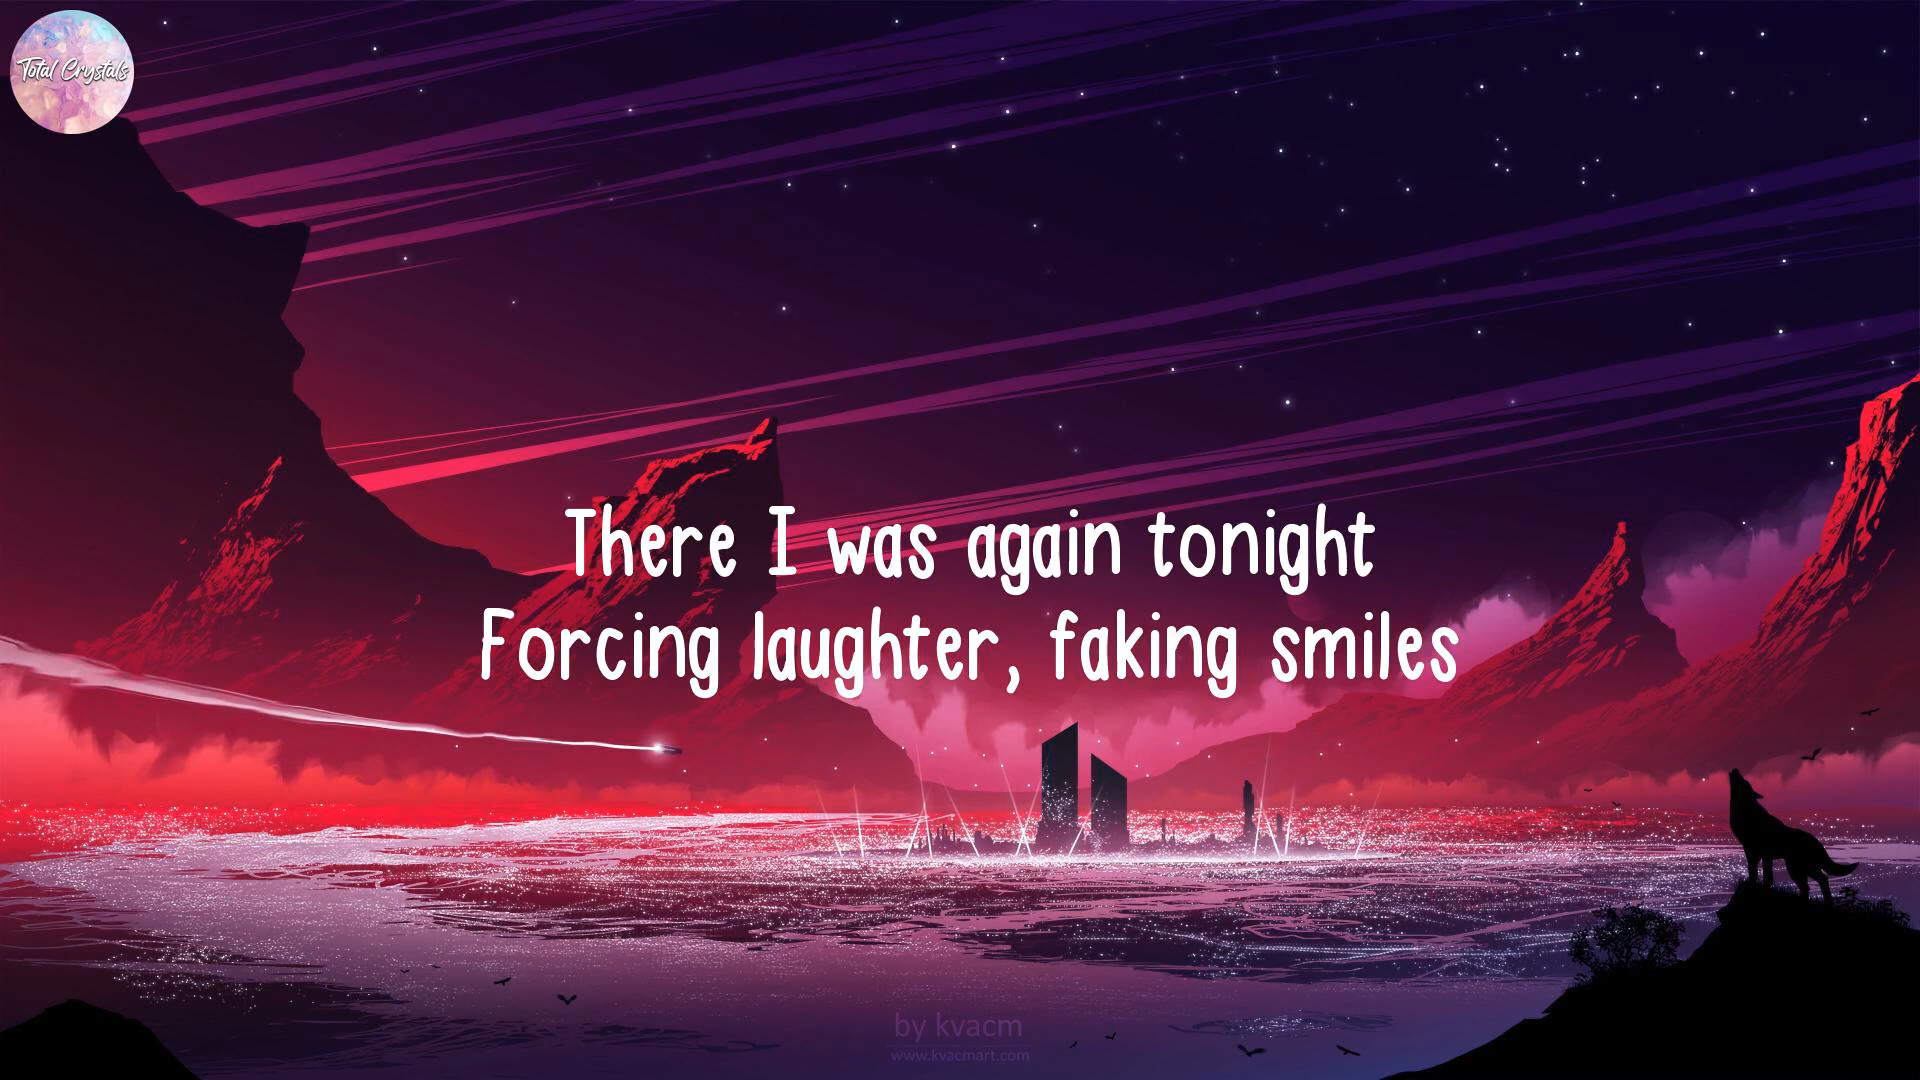 Total Crystals
There I was again tonight
Forcing laughter, faking smiles
by kvacm
www.kvacmart.com